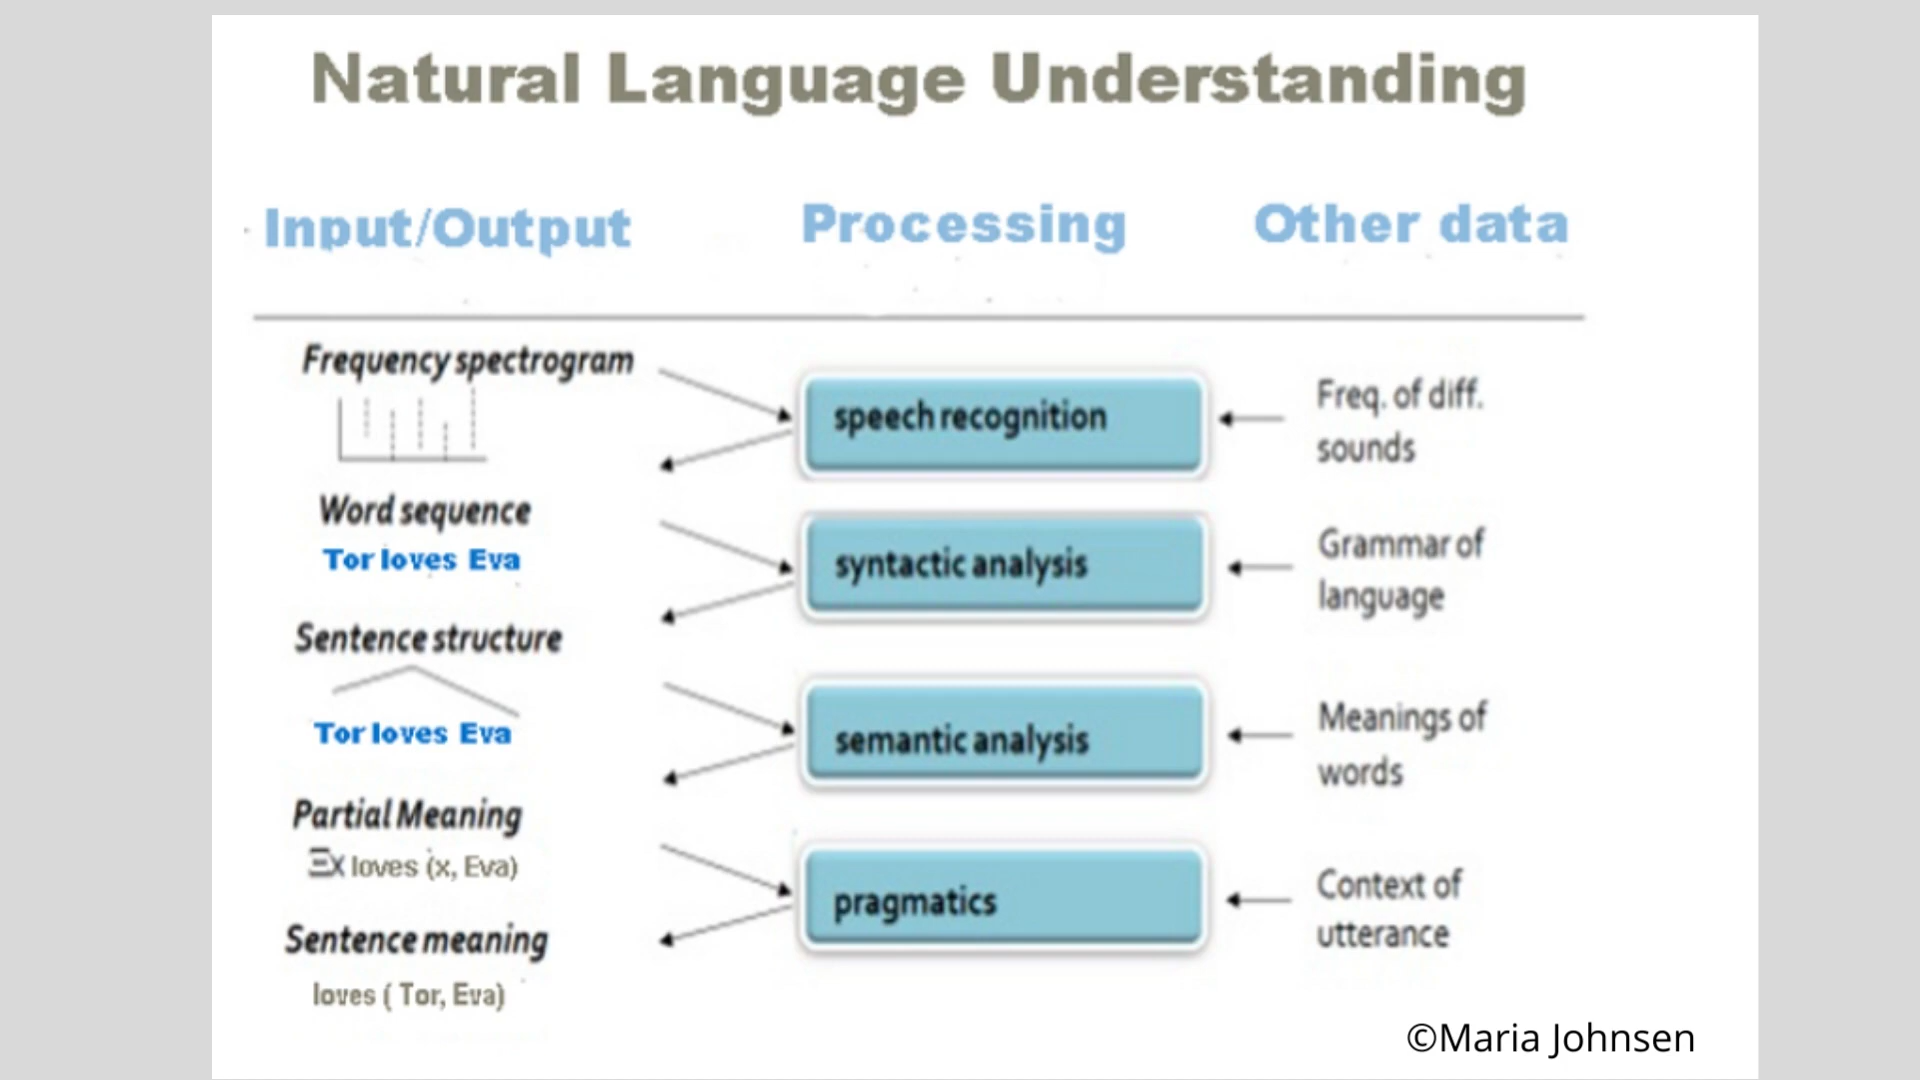 Natural Language Understanding
Input/Output
Processing
Other data
Frequency spectrogram
speech recognition
Freq. of diff.
sounds
Word sequence
Tor loves Eva
syntactic analysis
Grammar of
language
Sentence structure
Tor loves Eva
semantic analysis
Meanings of
words
Partial Meaning
Ξx loves (x, Eva)
pragmatics
Context of
utterance
Sentence meaning
loves ( Tor, Eva)
©Maria Johnsen